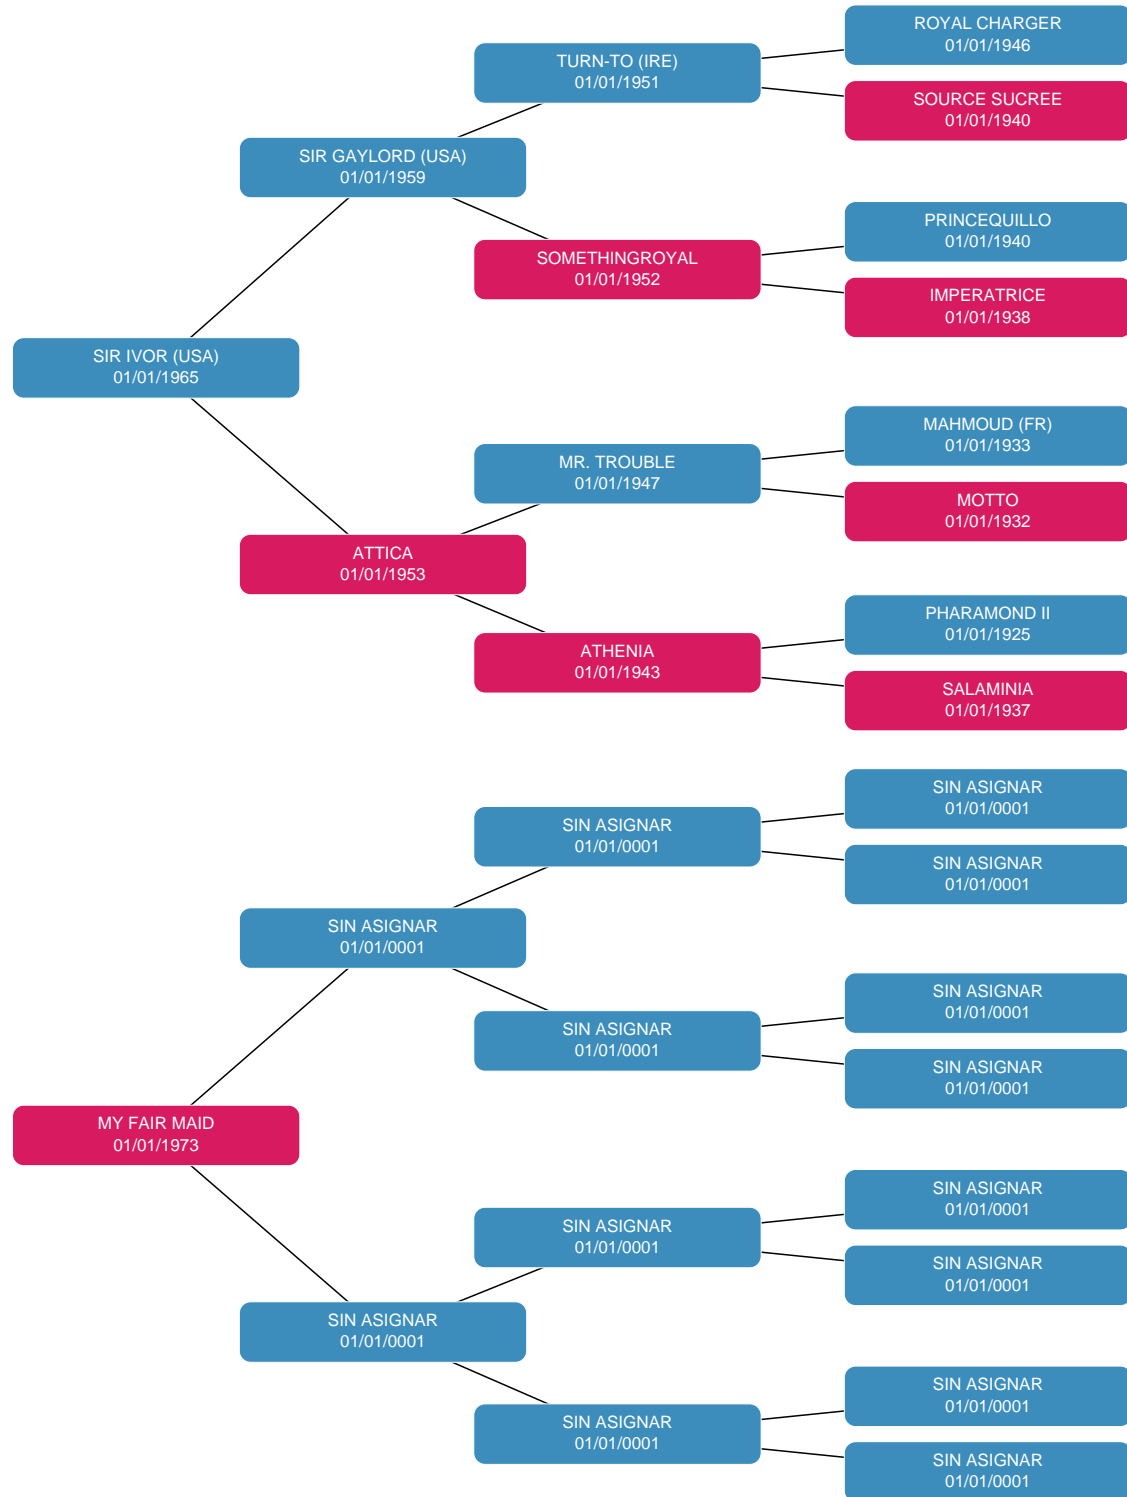 ROYAL CHARGER
01/01/1946
TURN-TO (IRE)
01/01/1951
SOURCE SUCREE
01/01/1940
SIR GAYLORD (USA)
01/01/1959
PRINCEQUILLO
01/01/1940
SOMETHINGROYAL
01/01/1952
IMPERATRICE
01/01/1938
SIR IVOR (USA)
01/01/1965
MAHMOUD (FR)
01/01/1933
MR. TROUBLE
01/01/1947
MOTTO
01/01/1932
ATTICA
01/01/1953
PHARAMOND II
01/01/1925
ATHENIA
01/01/1943
SALAMINIA
01/01/1937
SIN ASIGNAR
01/01/0001
SIN ASIGNAR
01/01/0001
SIN ASIGNAR
01/01/0001
SIN ASIGNAR
01/01/0001
SIN ASIGNAR
01/01/0001
SIN ASIGNAR
01/01/0001
SIN ASIGNAR
01/01/0001
MY FAIR MAID
01/01/1973
SIN ASIGNAR
01/01/0001
SIN ASIGNAR
01/01/0001
SIN ASIGNAR
01/01/0001
SIN ASIGNAR
01/01/0001
SIN ASIGNAR
01/01/0001
SIN ASIGNAR
01/01/0001
SIN ASIGNAR
01/01/0001